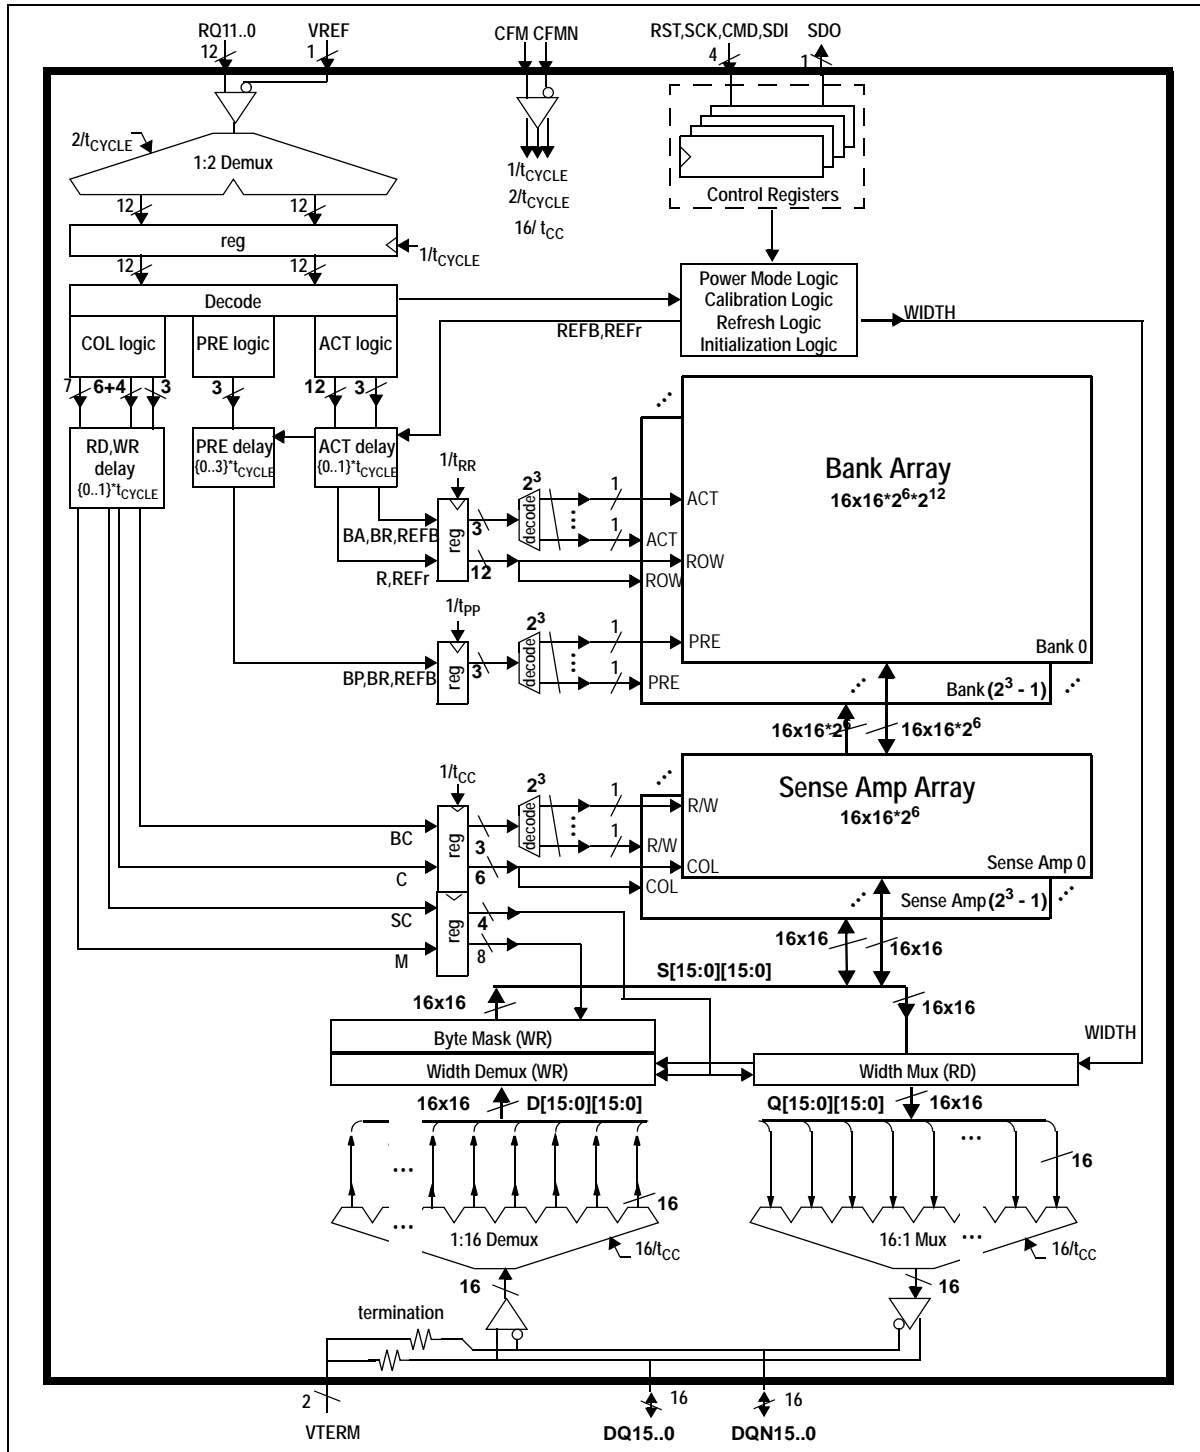 RQ11..0 VREF CFM CFMN RST,SCK,CMD,SDI SDO
12 1 4 1
2/tCYCLE
1:2 Demux
1/tCYCLE
2/tCYCLE
16/ tCC
Control Registers
12 12
reg
1/tCYCLE
12 12
Decode
Power Mode Logic
Calibration Logic
Refresh Logic
Initialization Logic
WIDTH
REFB,REFr
COL logic PRE logic ACT logic
7 6+4 3 3 12 3
RD,WR
delay
{0..1}*tCYCLE
PRE delay
{0..3}*tCYCLE
ACT delay
{0..1}*tCYCLE
Bank Array
16x16*2^6*2^12
1/tRR
reg
2^3
decode
3
12
1
1
...
ACT
ACT
ROW
ROW
BA,BR,REFB
R,REFr
1/tPP
reg
2^3
decode
3
1
1
...
PRE
PRE
BP,BR,REFB
Bank 0
Bank (2^3 - 1)
...
16x16*2^6 16x16*2^6
Sense Amp Array
16x16*2^6
1/tCC
reg
2^3
decode
3
6
1
1
...
R/W
R/W
COL
COL
BC
C
Sense Amp 0
Sense Amp (2^3 - 1)
...
SC
M
reg
4
8
16x16 16x16
S[15:0][15:0]
16x16 16x16
Byte Mask (WR)
WIDTH
Width Demux (WR) Width Mux (RD)
16x16 D[15:0][15:0] Q[15:0][15:0] 16x16
... ...
16 16
... ...
1:16 Demux 16:1 Mux
16/tCC 16/tCC
16 16
termination
2 16 16
VTERM DQ15..0 DQN15..0